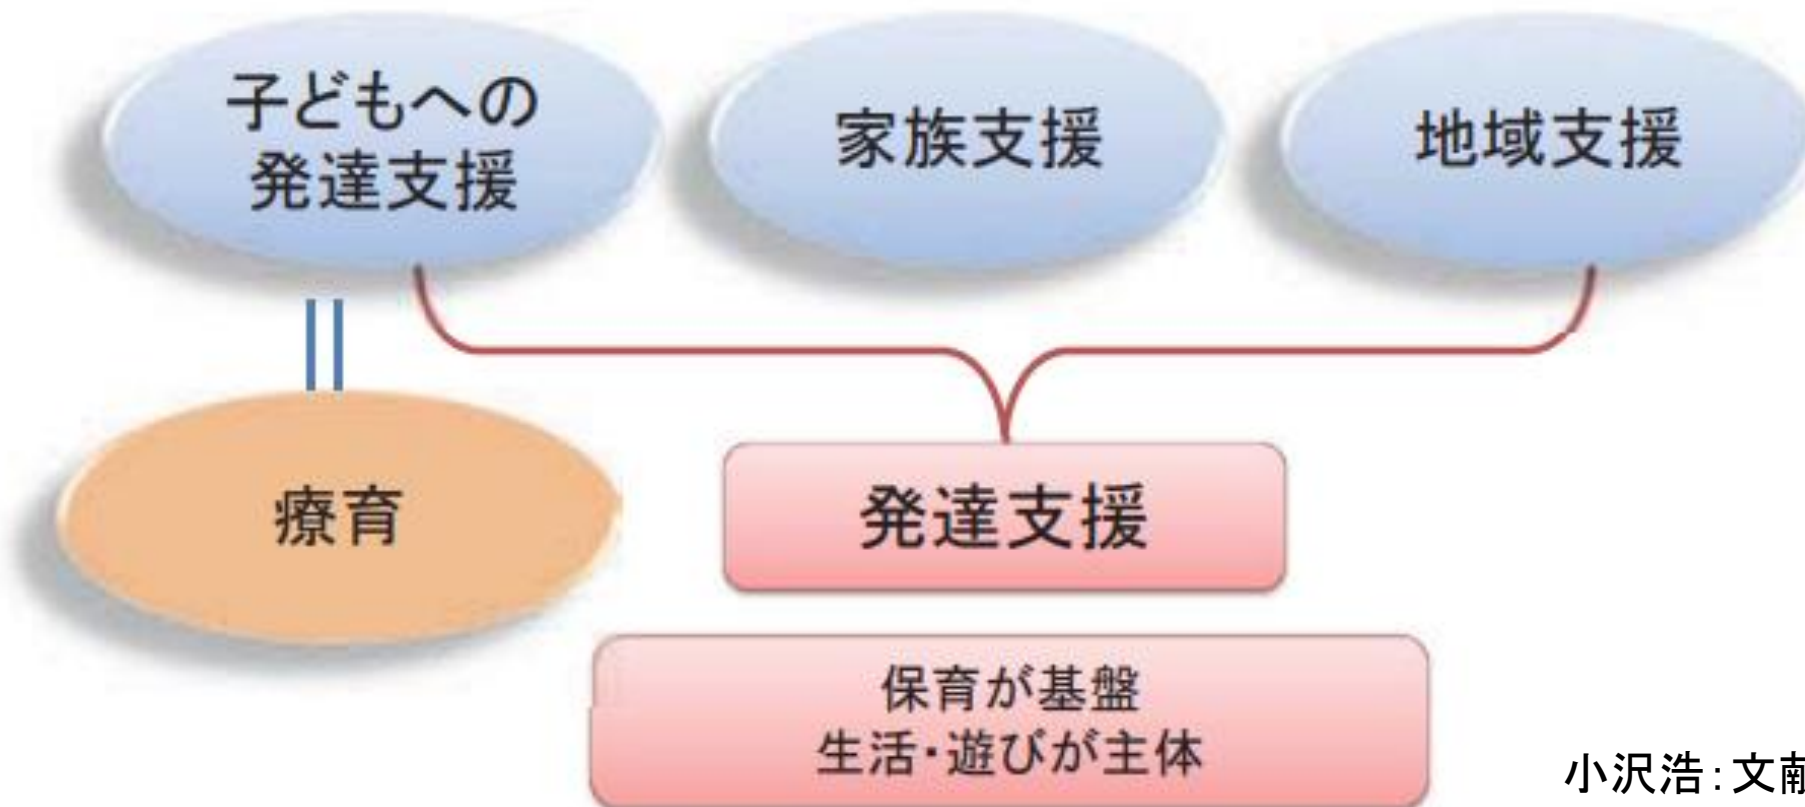 子どもへの
発達支援
家族支援
地域支援
療育
発達支援
保育が基盤
生活・遊びが主体
小沢浩：文献